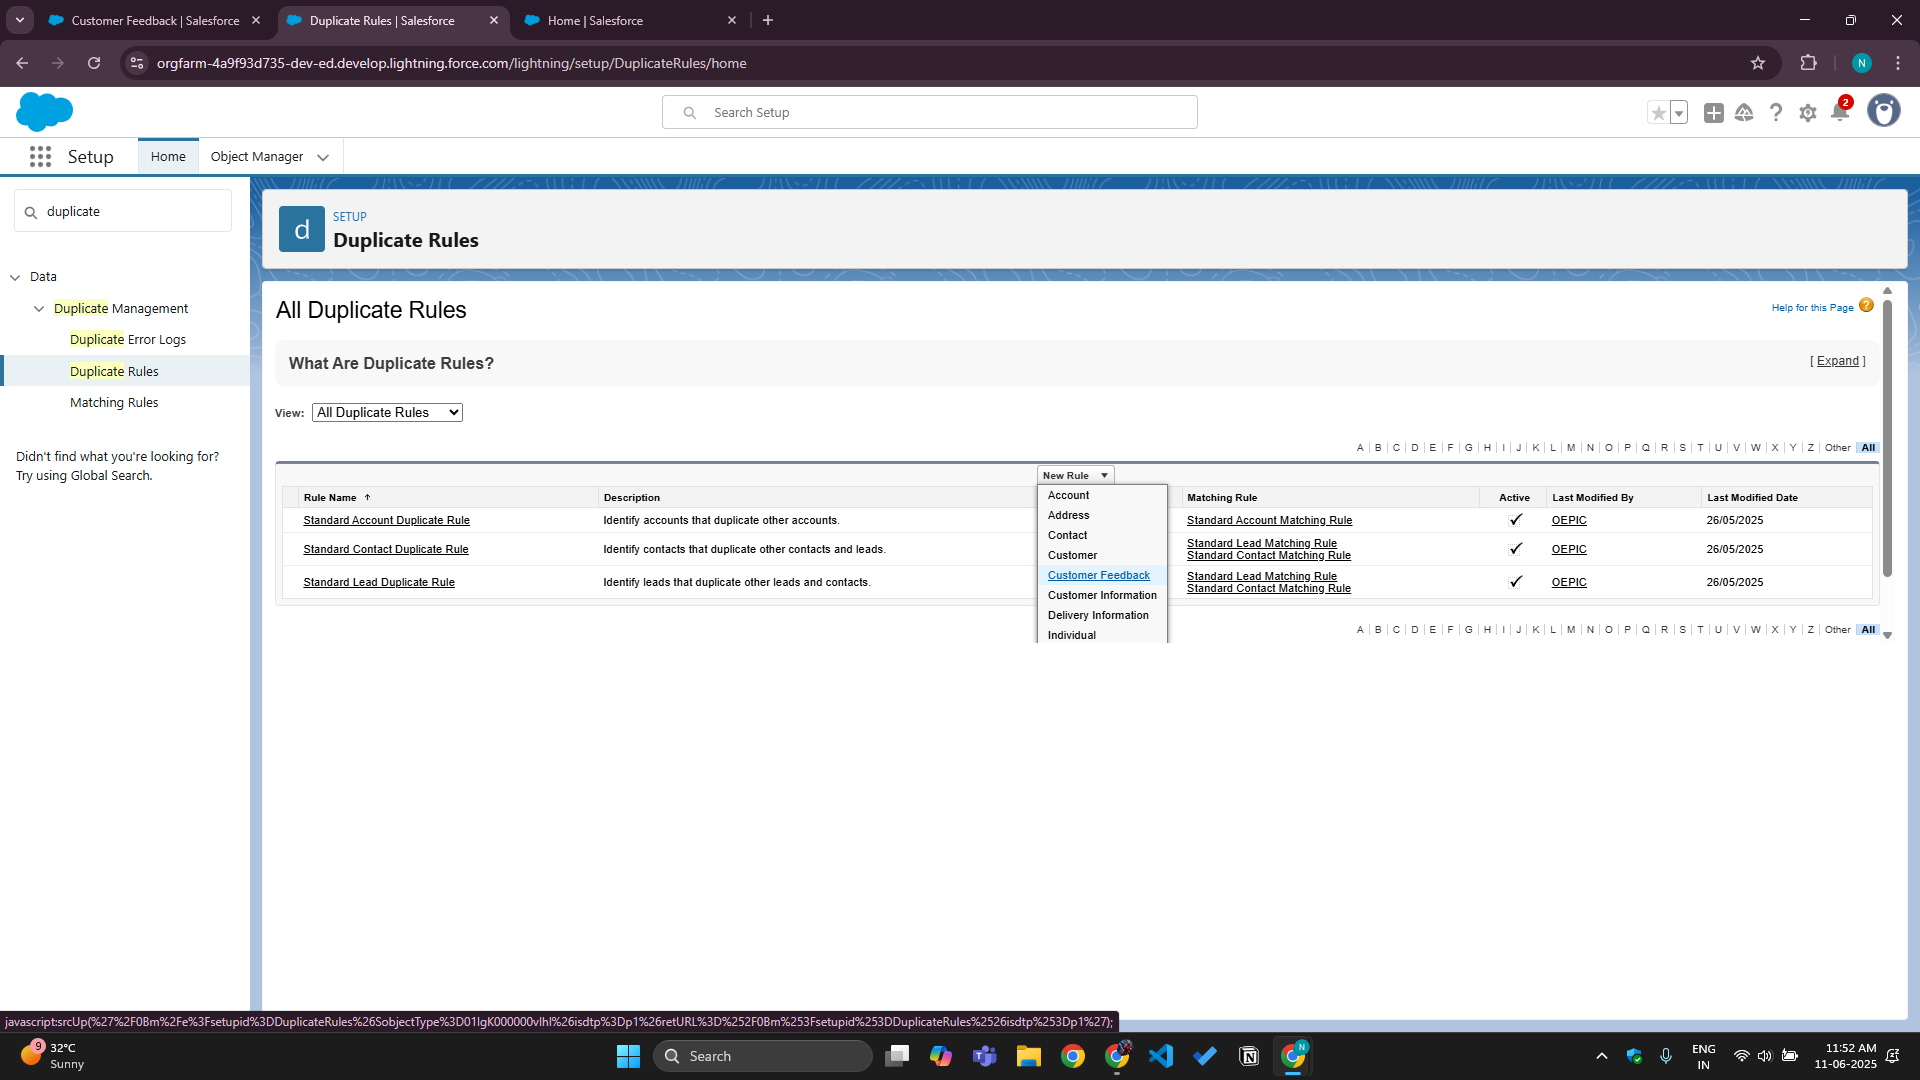 Customer Feedback | Salesforce
Duplicate Rules | Salesforce
Home | Salesforce
orgfarm-4a9f93d735-dev-ed.develop.lightning.force.com/lightning/setup/DuplicateRules/home
N
Search Setup
2
Setup
Home
Object Manager
duplicate
Data
Duplicate Management
Duplicate Error Logs
Duplicate Rules
Matching Rules
Didn't find what you're looking for?
Try using Global Search.
d
SETUP
Duplicate Rules
All Duplicate Rules
Help for this Page ?
What Are Duplicate Rules?
[ Expand ]
View: All Duplicate Rules
A | B | C | D | E | F | G | H | I | J | K | L | M | N | O | P | Q | R | S | T | U | V | W | X | Y | Z | Other | All
New Rule
Rule Name Description Matching Rule Active Last Modified By Last Modified Date
Standard Account Duplicate Rule Identify accounts that duplicate other accounts. Standard Account Matching Rule OEPIC 26/05/2025
Standard Contact Duplicate Rule Identify contacts that duplicate other contacts and leads. Standard Lead Matching Rule
Standard Contact Matching Rule OEPIC 26/05/2025
Standard Lead Duplicate Rule Identify leads that duplicate other leads and contacts. Standard Lead Matching Rule
Standard Contact Matching Rule OEPIC 26/05/2025
Account
Address
Contact
Customer
Customer Feedback
Customer Information
Delivery Information
Individual
A | B | C | D | E | F | G | H | I | J | K | L | M | N | O | P | Q | R | S | T | U | V | W | X | Y | Z | Other | All
javascript:srcUp(%27%2F0Bm%2Fe%3Fsetupid%3DDuplicateRules%26SobjectType%3D01IgK000000vIhI%26isdtp%3Dp1%26retURL%3D%252F0Bm%253Fsetupid%253DDuplicateRules%2526isdtp%253Dp1%27);
9
32°C
Sunny
Search
N
ENG
IN
11:52 AM
11-06-2025